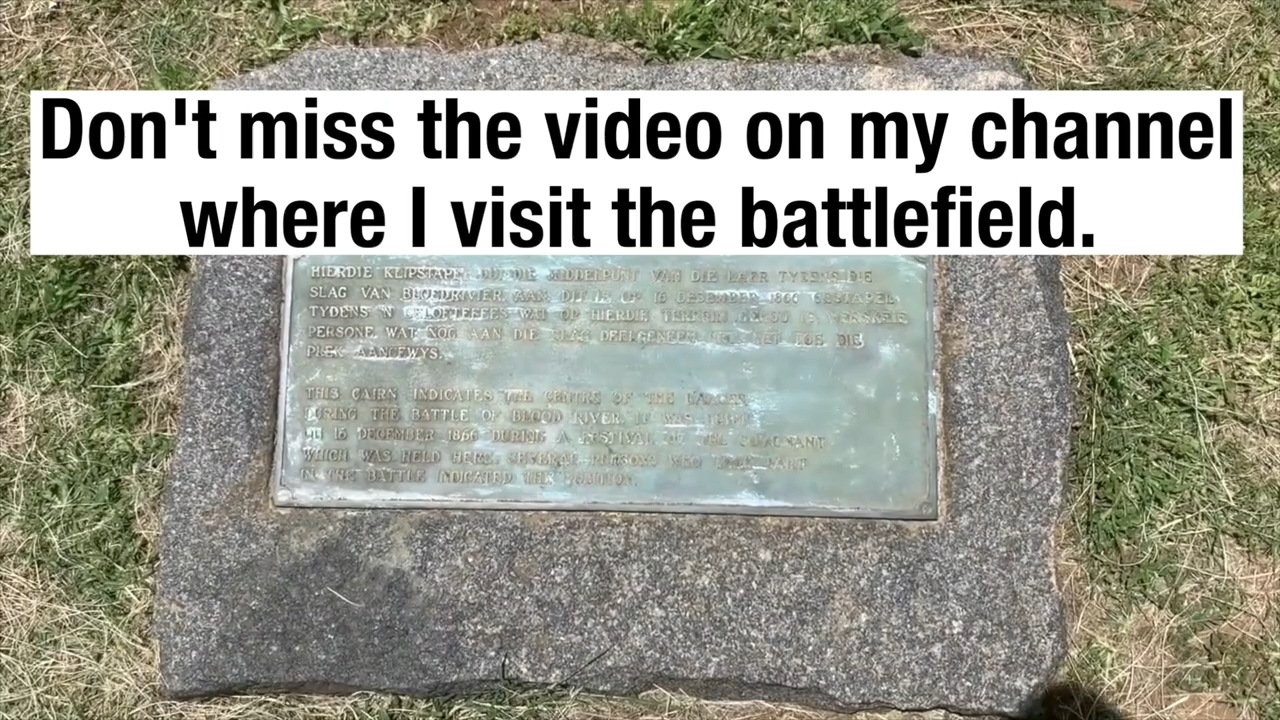 Don't miss the video on my channel
where I visit the battlefield.
HIERDIE KLIPSTAPEL DUI DIE MIDDELPUNT VAN DIE LAER TYDENS DIE
SLAG VAN BLOEDRIVIER AAN. DIT IS OP 16 DESEMBER 1866 GESTAPEL
TYDENS 'N GELOFTEFEES WAT OP HIERDIE TERREIN GEHOU IS. VERSKEIE
PERSONE, WAT NOG AAN DIE SLAG DEELGENEEM HET, HET TOE DIE
PLEK AANGEWYS.
THIS CAIRN INDICATES THE CENTRE OF THE LAAGER
DURING THE BATTLE OF BLOOD RIVER. IT WAS
ON 16 DECEMBER 1866 DURING A FESTIVAL OF THE COVENANT
WHICH WAS HELD HERE. SEVERAL PERSONS WHO TOOK PART
IN THE BATTLE INDICATED THE POSITION.